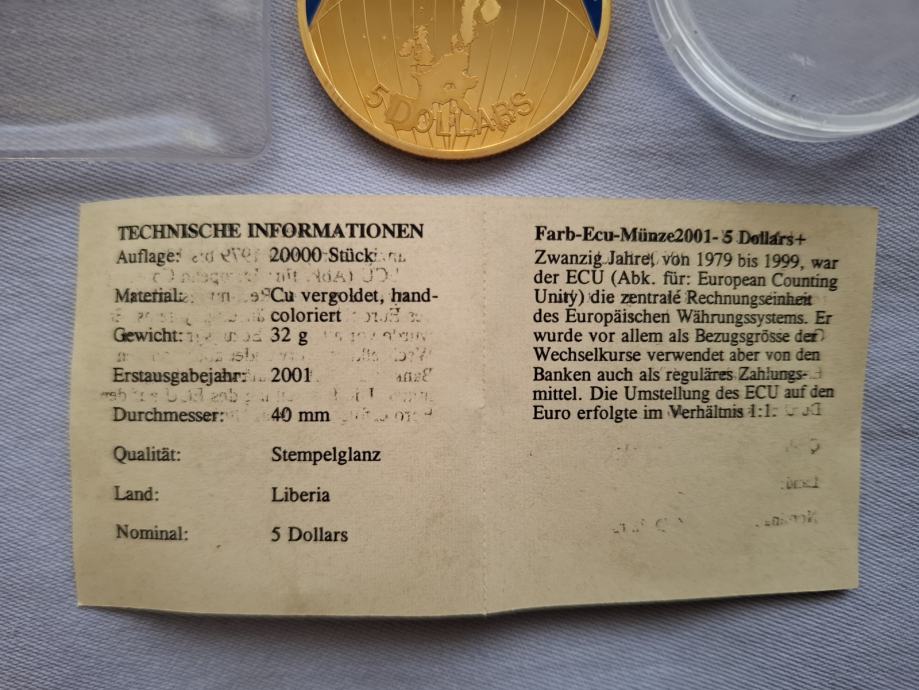 5 DOLLARS
TECHNISCHE INFORMATIONEN
Auflage: 20000 Stück
Material: Cu vergoldet, hand-
coloriert
Gewicht: 32 g
Erstausgabejahr: 2001
Durchmesser: 40 mm
Qualität: Stempelglanz
Land: Liberia
Nominal: 5 Dollars
Farb-Ecu-Münze2001- 5 Dollars+
Zwanzig Jahre, von 1979 bis 1999, war
der ECU (Abk. für: European Counting
Unity) die zentrale Rechnungseinheit
des Europäischen Währungssystems. Er
wurde vor allem als Bezugsgrösse der
Wechselkurse verwendet aber von den
Banken auch als reguläres Zahlungs-
mittel. Die Umstellung des ECU auf den
Euro erfolgte im Verhältnis 1:1.